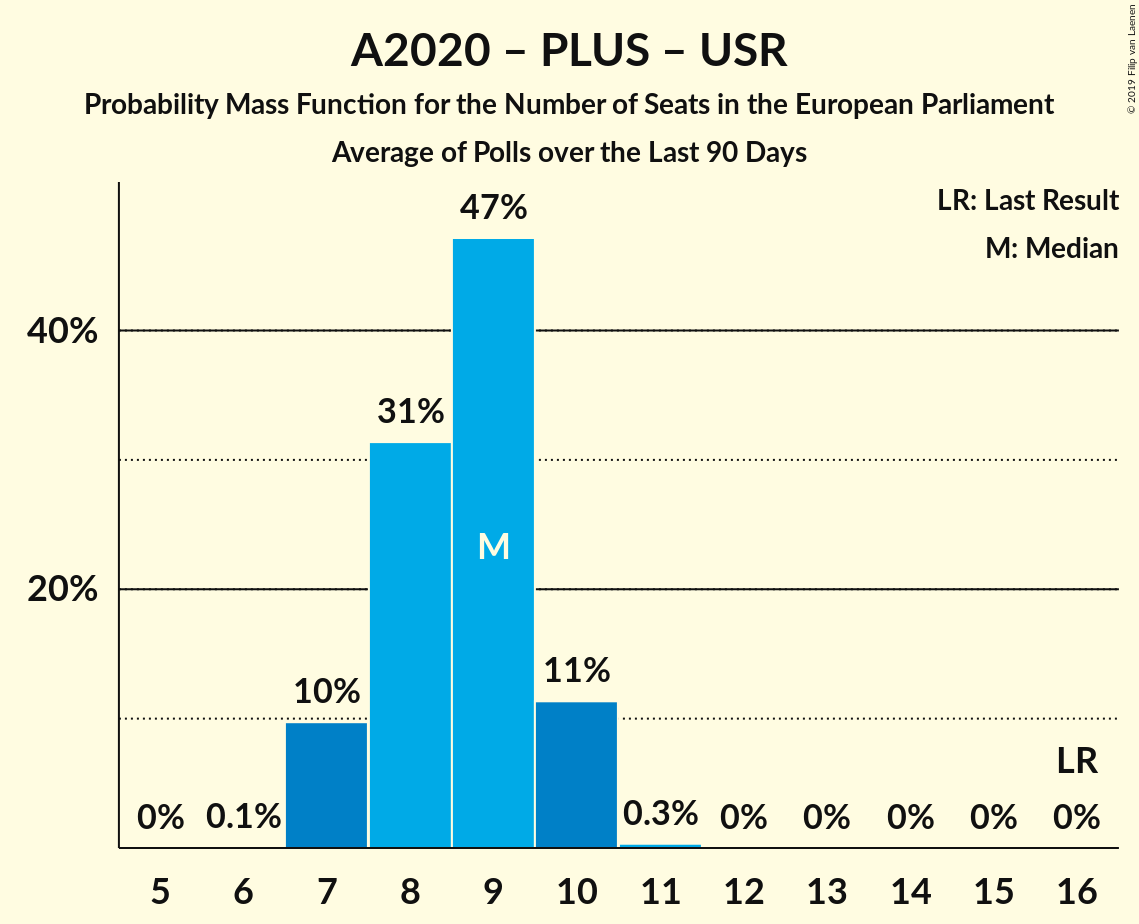 A2020 – PLUS – USR
Probability Mass Function for the Number of Seats in the European Parliament
Average of Polls over the Last 90 Days
© 2019 Filip van Laenen
LR: Last Result
M: Median
47%
40%
31%
M
20%
11%
10%
LR
0% 0.1% 0.3% 0% 0% 0% 0% 0%
5 6 7 8 9 10 11 12 13 14 15 16